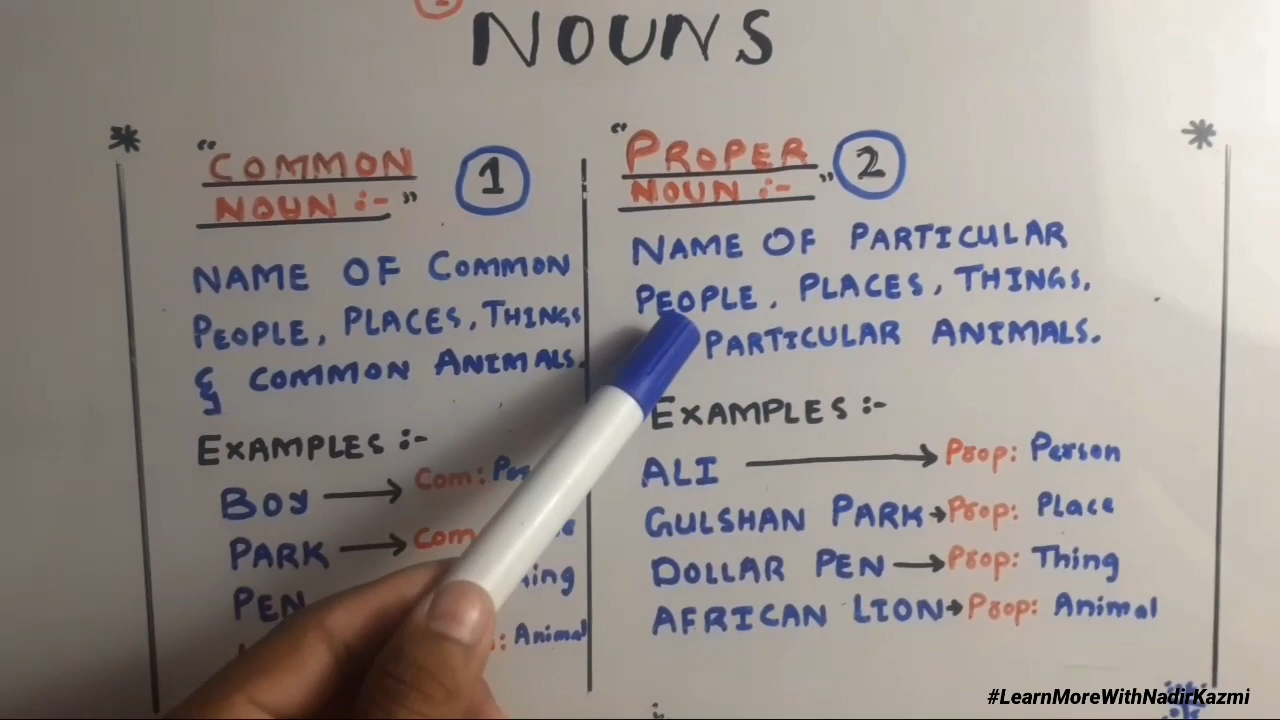 NOUNS
"COMMON
NOUN :- "
1
NAME OF COMMON
PEOPLE, PLACES, THINGS
& COMMON ANIMALS.
EXAMPLES :-
BOY → Com:
PARK → Com
PEN
ing
: Animal
"PROPER
NOUN :- "
2
NAME OF PARTICULAR
PEOPLE, PLACES, THINGS,
PARTICULAR ANIMALS.
EXAMPLES :-
ALI → Prop: Person
GULSHAN PARK → Prop: Place
DOLLAR PEN → Prop: Thing
AFRICAN LION → Prop: Animal
#LearnMoreWithNadirKazmi